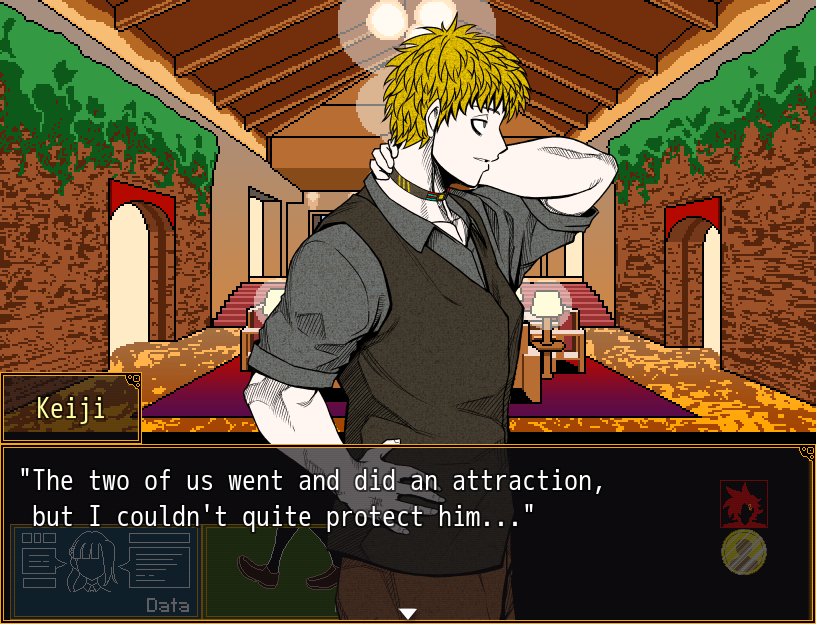 Keiji
"The two of us went and did an attraction,
but I couldn't quite protect him..."
Data